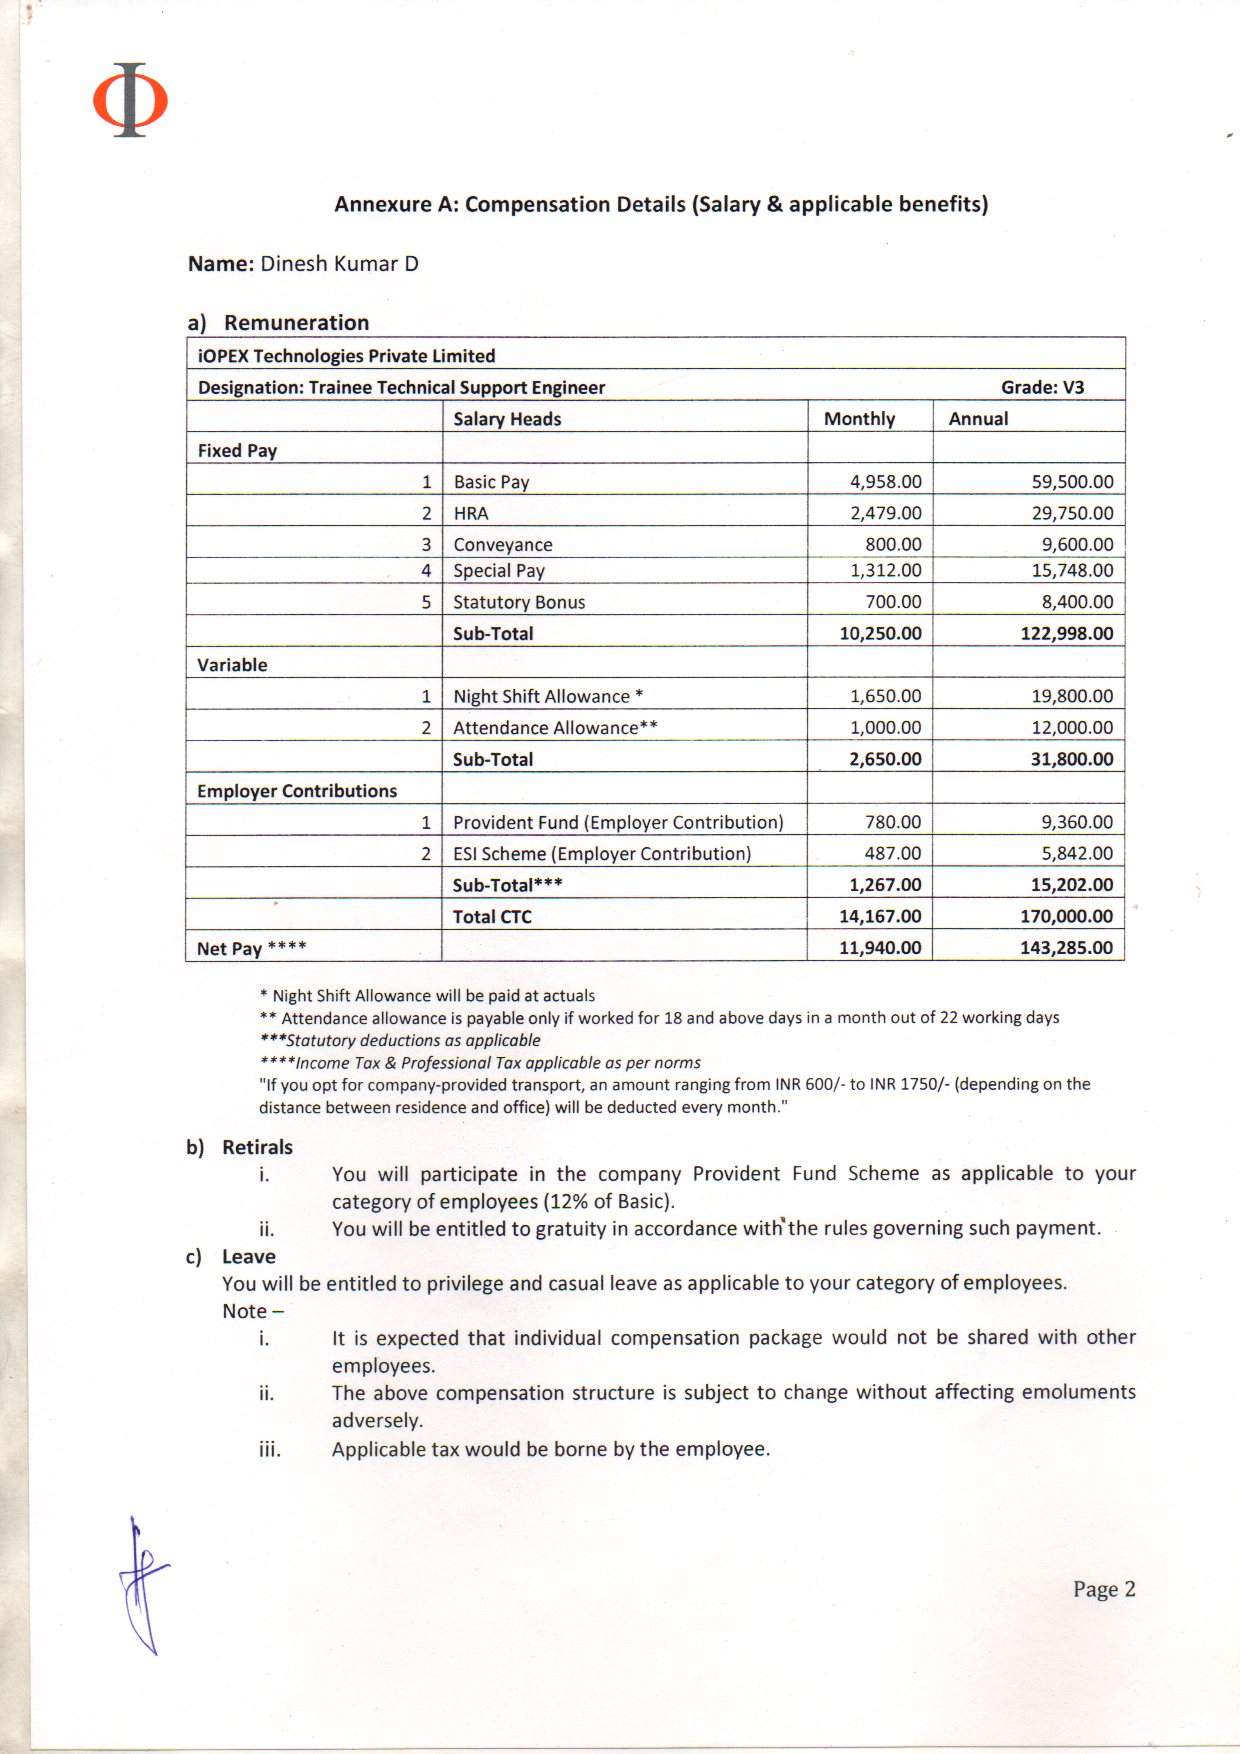 Annexure A: Compensation Details (Salary & applicable benefits)
Name: Dinesh Kumar D
a) Remuneration
iOPEX Technologies Private Limited
Designation: Trainee Technical Support Engineer Grade: V3
Salary Heads Monthly Annual
Fixed Pay
1 Basic Pay 4,958.00 59,500.00
2 HRA 2,479.00 29,750.00
3 Conveyance 800.00 9,600.00
4 Special Pay 1,312.00 15,748.00
5 Statutory Bonus 700.00 8,400.00
Sub-Total 10,250.00 122,998.00
Variable
1 Night Shift Allowance * 1,650.00 19,800.00
2 Attendance Allowance** 1,000.00 12,000.00
Sub-Total 2,650.00 31,800.00
Employer Contributions
1 Provident Fund (Employer Contribution) 780.00 9,360.00
2 ESI Scheme (Employer Contribution) 487.00 5,842.00
Sub-Total*** 1,267.00 15,202.00
Total CTC 14,167.00 170,000.00
Net Pay **** 11,940.00 143,285.00
* Night Shift Allowance will be paid at actuals
** Attendance allowance is payable only if worked for 18 and above days in a month out of 22 working days
***Statutory deductions as applicable
****Income Tax & Professional Tax applicable as per norms
"If you opt for company-provided transport, an amount ranging from INR 600/- to INR 1750/- (depending on the
distance between residence and office) will be deducted every month."
b) Retirals
i. You will participate in the company Provident Fund Scheme as applicable to your
category of employees (12% of Basic).
ii. You will be entitled to gratuity in accordance with the rules governing such payment.
c) Leave
You will be entitled to privilege and casual leave as applicable to your category of employees.
Note –
i. It is expected that individual compensation package would not be shared with other
employees.
ii. The above compensation structure is subject to change without affecting emoluments
adversely.
iii. Applicable tax would be borne by the employee.
Page 2